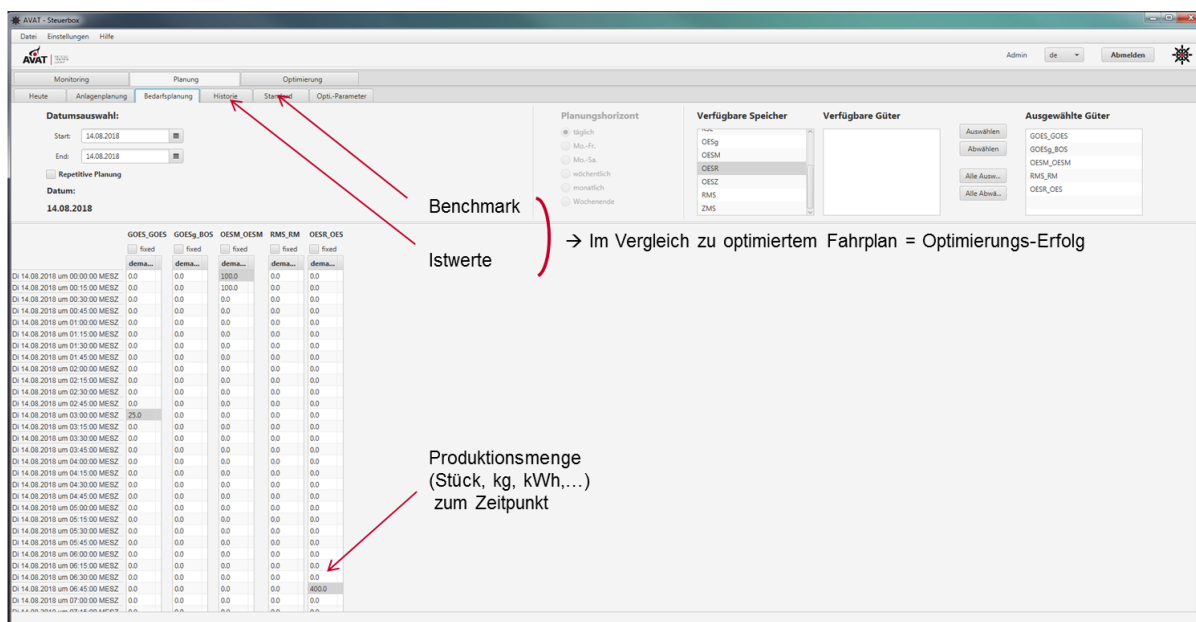 AVAT - Steuerbox
Datei Einstellungen Hilfe
AVAT
Admin de Abmelden
Monitoring Planung Optimierung
Heute Anlagenplanung Bedarfsplanung Historie Standard Opti.-Parameter
Datumsauswahl:
Start: 14.08.2018
End: 14.08.2018
Repetitive Planung
Datum:
14.08.2018
Planungshorizont
täglich
Mo.-Fr.
Mo.-Sa.
wöchentlich
monatlich
Wochenende
Verfügbare Speicher
OESg
OESM
OESR
OESZ
RMS
ZMS
Verfügbare Güter
Auswählen
Abwählen
Alle Ausw...
Alle Abwä...
Ausgewählte Güter
GOES_GOES
GOESg_BOS
OESM_OESM
RMS_RM
OESR_OES
Benchmark
Istwerte
→ Im Vergleich zu optimiertem Fahrplan = Optimierungs-Erfolg
GOES_GOES GOESg_BOS OESM_OESM RMS_RM OESR_OES
fixed fixed fixed fixed fixed
dema... dema... dema... dema... dema...
Di 14.08.2018 um 00:00:00 MESZ 0.0 0.0 100.0 0.0 0.0
Di 14.08.2018 um 00:15:00 MESZ 0.0 0.0 100.0 0.0 0.0
Di 14.08.2018 um 00:30:00 MESZ 0.0 0.0 0.0 0.0 0.0
Di 14.08.2018 um 00:45:00 MESZ 0.0 0.0 0.0 0.0 0.0
Di 14.08.2018 um 01:00:00 MESZ 0.0 0.0 0.0 0.0 0.0
Di 14.08.2018 um 01:15:00 MESZ 0.0 0.0 0.0 0.0 0.0
Di 14.08.2018 um 01:30:00 MESZ 0.0 0.0 0.0 0.0 0.0
Di 14.08.2018 um 01:45:00 MESZ 0.0 0.0 0.0 0.0 0.0
Di 14.08.2018 um 02:00:00 MESZ 0.0 0.0 0.0 0.0 0.0
Di 14.08.2018 um 02:15:00 MESZ 0.0 0.0 0.0 0.0 0.0
Di 14.08.2018 um 02:30:00 MESZ 0.0 0.0 0.0 0.0 0.0
Di 14.08.2018 um 02:45:00 MESZ 0.0 0.0 0.0 0.0 0.0
Di 14.08.2018 um 03:00:00 MESZ 25.0 0.0 0.0 0.0 0.0
Di 14.08.2018 um 03:15:00 MESZ 0.0 0.0 0.0 0.0 0.0
Di 14.08.2018 um 03:30:00 MESZ 0.0 0.0 0.0 0.0 0.0
Di 14.08.2018 um 03:45:00 MESZ 0.0 0.0 0.0 0.0 0.0
Di 14.08.2018 um 04:00:00 MESZ 0.0 0.0 0.0 0.0 0.0
Di 14.08.2018 um 04:15:00 MESZ 0.0 0.0 0.0 0.0 0.0
Di 14.08.2018 um 04:30:00 MESZ 0.0 0.0 0.0 0.0 0.0
Di 14.08.2018 um 04:45:00 MESZ 0.0 0.0 0.0 0.0 0.0
Di 14.08.2018 um 05:00:00 MESZ 0.0 0.0 0.0 0.0 0.0
Di 14.08.2018 um 05:15:00 MESZ 0.0 0.0 0.0 0.0 0.0
Di 14.08.2018 um 05:30:00 MESZ 0.0 0.0 0.0 0.0 0.0
Di 14.08.2018 um 05:45:00 MESZ 0.0 0.0 0.0 0.0 0.0
Di 14.08.2018 um 06:00:00 MESZ 0.0 0.0 0.0 0.0 0.0
Di 14.08.2018 um 06:15:00 MESZ 0.0 0.0 0.0 0.0 0.0
Di 14.08.2018 um 06:30:00 MESZ 0.0 0.0 0.0 0.0 0.0
Di 14.08.2018 um 06:45:00 MESZ 0.0 0.0 0.0 0.0 400.0
Di 14.08.2018 um 07:00:00 MESZ 0.0 0.0 0.0 0.0 0.0
Produktionsmenge
(Stück, kg, kWh,...)
zum Zeitpunkt